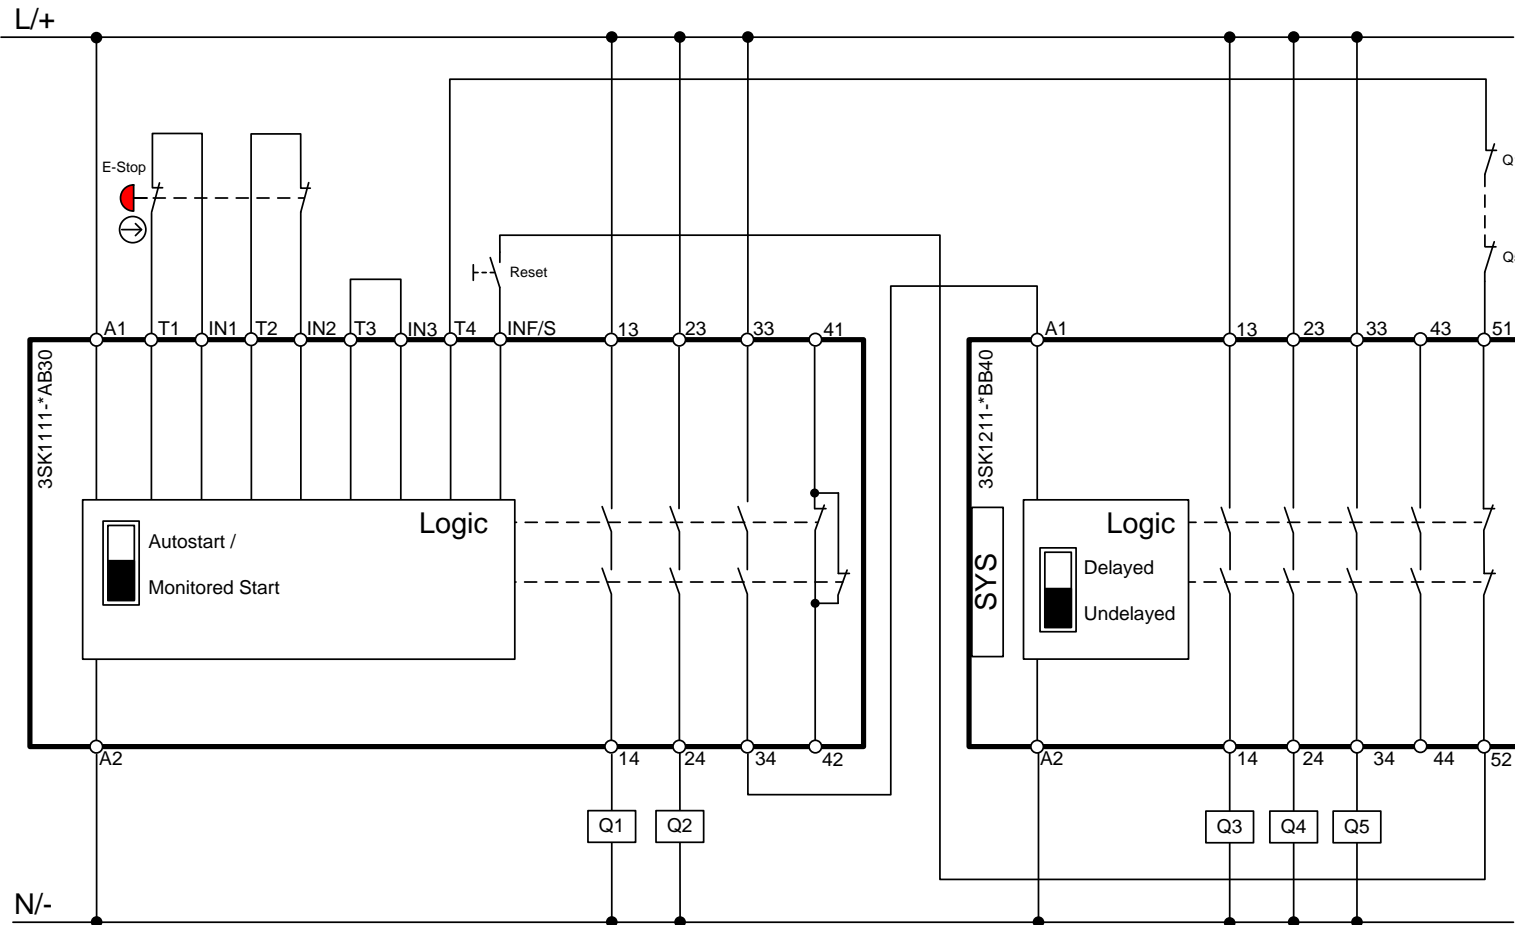 L/+
E-Stop
Q
Q
Reset
A1 T1 IN1 T2 IN2 T3 IN3 T4 INF/S 13 23 33 41
A1 13 23 33 43 51
3SK1111-*AB30
3SK1211-*BB40
Logic
Autostart /
Monitored Start
SYS
Logic
Delayed
Undelayed
A2 14 24 34 42
A2 14 24 34 44 52
Q1 Q2
Q3 Q4 Q5
N/-